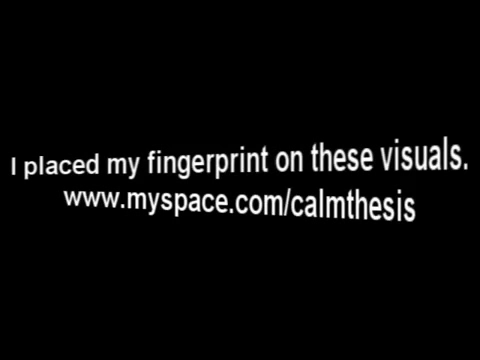 I placed my fingerprint on these visuals.
www.myspace.com/calmthesis